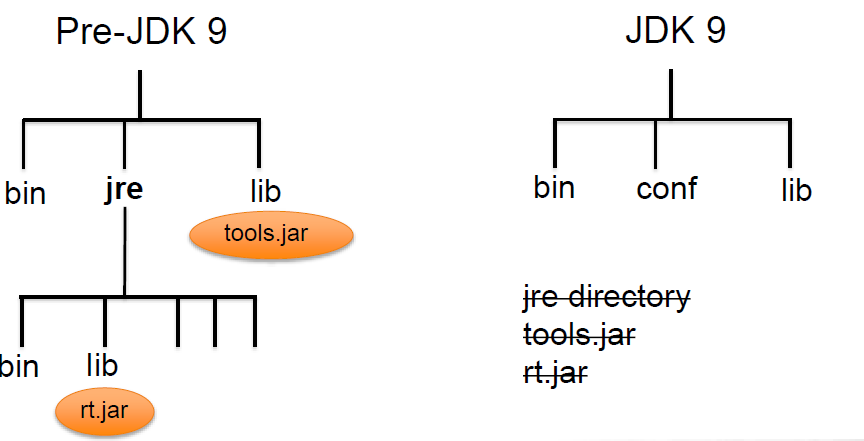 Pre-JDK 9
bin
jre
lib
tools.jar
bin
lib
rt.jar
JDK 9
bin
conf
lib
jre directory
tools.jar
rt.jar